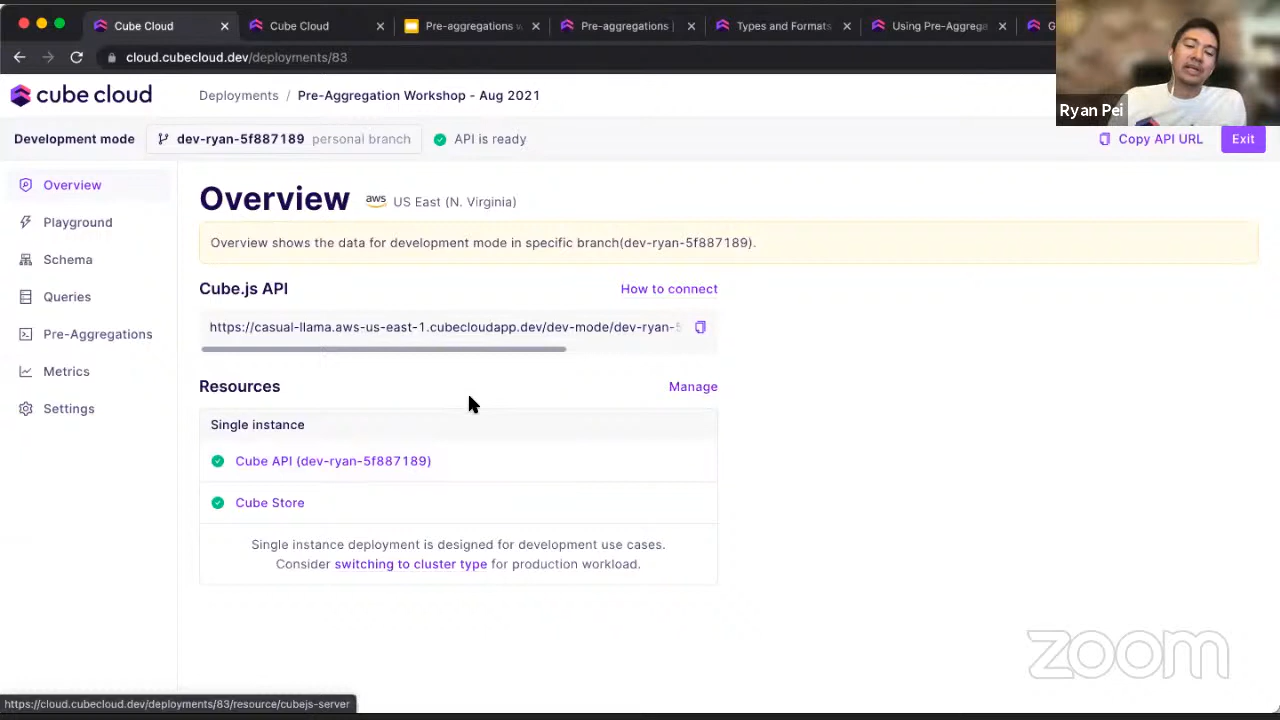 Cube Cloud
Cube Cloud
Pre-aggregations
Pre-aggregations
Types and Formats
Using Pre-Aggrega
cloud.cubecloud.dev/deployments/83
cube cloud
Deployments / Pre-Aggregation Workshop - Aug 2021
Ryan Pei
Development mode
dev-ryan-5f887189 personal branch
API is ready
Copy API URL
Exit
Overview
Playground
Schema
Queries
Pre-Aggregations
Metrics
Settings
Overview
aws US East (N. Virginia)
Overview shows the data for development mode in specific branch(dev-ryan-5f887189).
Cube.js API
How to connect
https://casual-llama.aws-us-east-1.cubecloudapp.dev/dev-mode/dev-ryan-5
Resources
Manage
Single instance
Cube API (dev-ryan-5f887189)
Cube Store
Single instance deployment is designed for development use cases.
Consider switching to cluster type for production workload.
zoom
https://cloud.cubecloud.dev/deployments/83/resource/cubejs-server